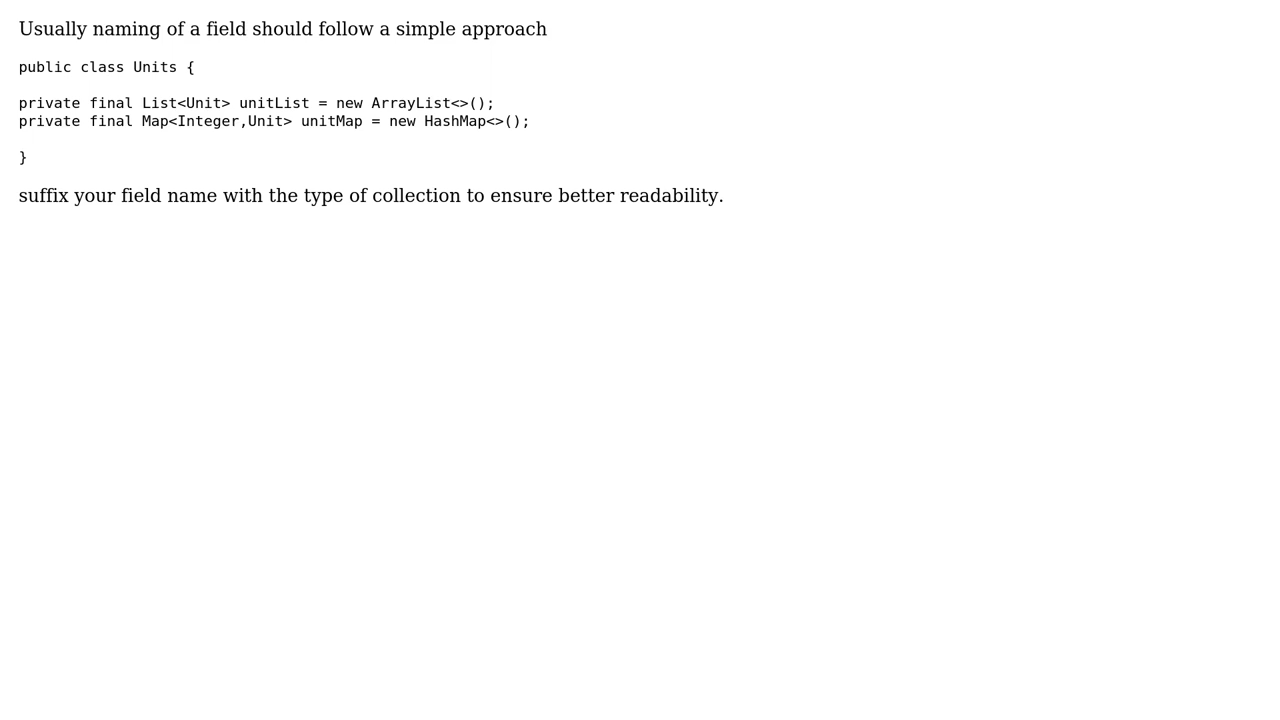 Usually naming of a field should follow a simple approach
public class Units {
private final List<Unit> unitList = new ArrayList<>();
private final Map<Integer,Unit> unitMap = new HashMap<>();
}
suffix your field name with the type of collection to ensure better readability.